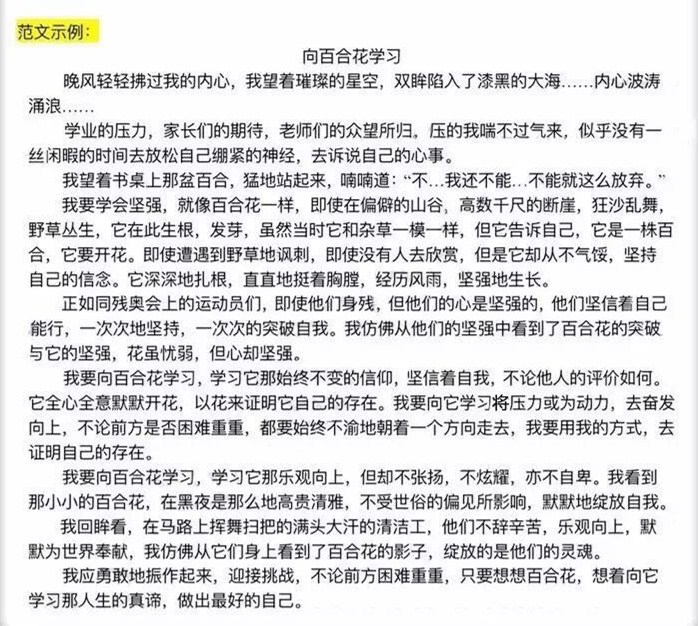 范文示例：
向百合花学习
晚风轻轻拂过我的内心，我望着璀璨的星空，双眸陷入了漆黑的大海……内心波涛
涌浪……
学业的压力，家长们的期待，老师们的众望所归，压的我喘不过气来，似乎没有一
丝闲暇的时间去放松自己绷紧的神经，去诉说自己的心事。
我望着书桌上那盆百合，猛地站起来，喃喃道：“不…我还不能…不能就这么放弃。”
我要学会坚强，就像百合花一样，即使在偏僻的山谷，高数千尺的断崖，狂沙乱舞，
野草丛生，它在此生根，发芽，虽然当时它和杂草一模一样，但它告诉自己，它是一株百
合，它要开花。即使遭遇到野草地讽刺，即使没有人去欣赏，但是它却从不气馁，坚持
自己的信念。它深深地扎根，直直地挺着胸膛，经历风雨，坚强地生长。
正如同残奥会上的运动员们，即使他们身残，但他们的心是坚强的，他们坚信着自己
能行，一次次地坚持，一次次的突破自我。我仿佛从他们的坚强中看到了百合花的突破
与它的坚强，花虽忧弱，但心却坚强。
我要向百合花学习，学习它那始终不变的信仰，坚信着自我，不论他人的评价如何。
它全心全意默默开花，以花来证明它自己的存在。我要向它学习将压力或为动力，去奋发
向上，不论前方是否困难重重，都要始终不渝地朝着一个方向走去，我要用我的方式，去
证明自己的存在。
我要向百合花学习，学习它那乐观向上，但却不张扬，不炫耀，亦不自卑。我看到
那小小的百合花，在黑夜是那么地高贵清雅，不受世俗的偏见所影响，默默地绽放自我。
我回眸看，在马路上挥舞扫把的满头大汗的清洁工，他们不辞辛苦，乐观向上，默
默为世界奉献，我仿佛从它们身上看到了百合花的影子，绽放的是他们的灵魂。
我应勇敢地振作起来，迎接挑战，不论前方困难重重，只要想想百合花，想着向它
学习那人生的真谛，做出最好的自己。